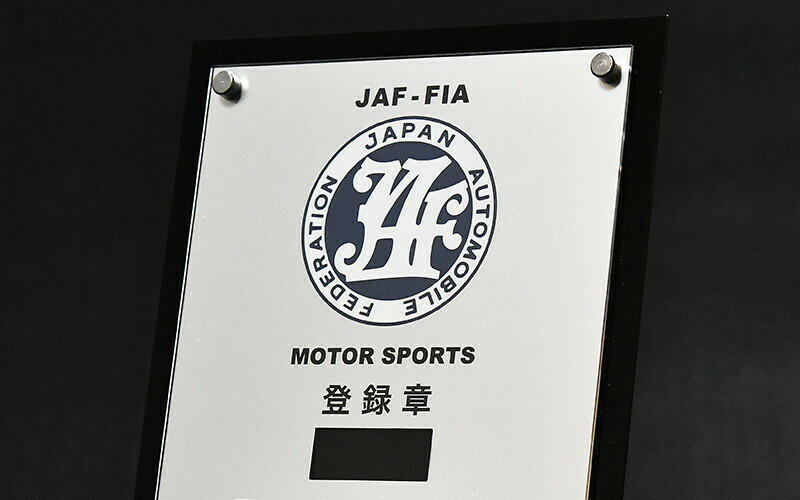 JAF-FIA
JAPAN AUTOMOBILE FEDERATION
JAF
MOTOR SPORTS
登録章